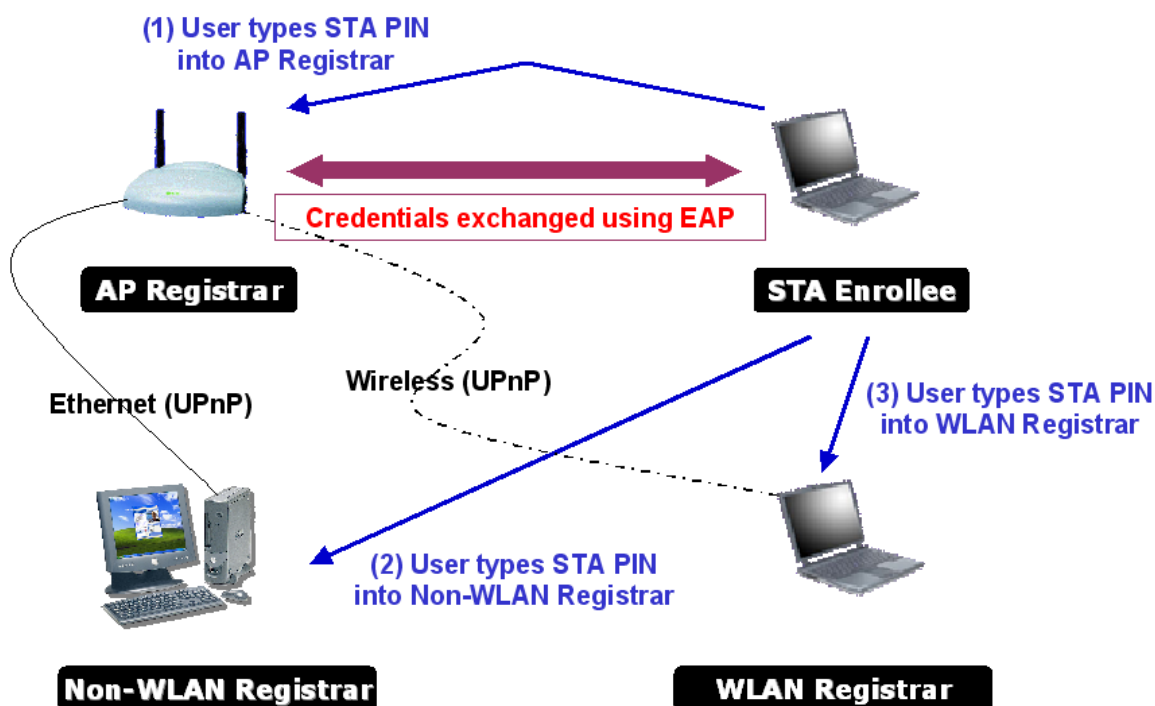 (1) User types STA PIN
into AP Registrar
Credentials exchanged using EAP
AP Registrar
STA Enrollee
Ethernet (UPnP)
Wireless (UPnP)
(3) User types STA PIN
into WLAN Registrar
(2) User types STA PIN
into Non-WLAN Registrar
Non-WLAN Registrar
WLAN Registrar